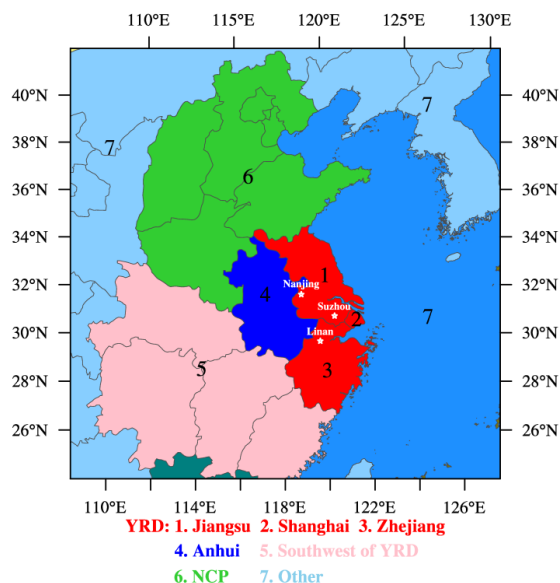 110°E 115°E 120°E 130°E
40°N 40°N
7
7
38°N 38°N
6
36°N 36°N
34°N 34°N
1
32°N Nanjing 32°N
4
Suzhou
2 7
30°N Linan 30°N
5 3
28°N 28°N
26°N 26°N
110°E 114°E 118°E 122°E 126°E
YRD: 1. Jiangsu 2. Shanghai 3. Zhejiang
4. Anhui 5. Southwest of YRD
6. NCP 7. Other